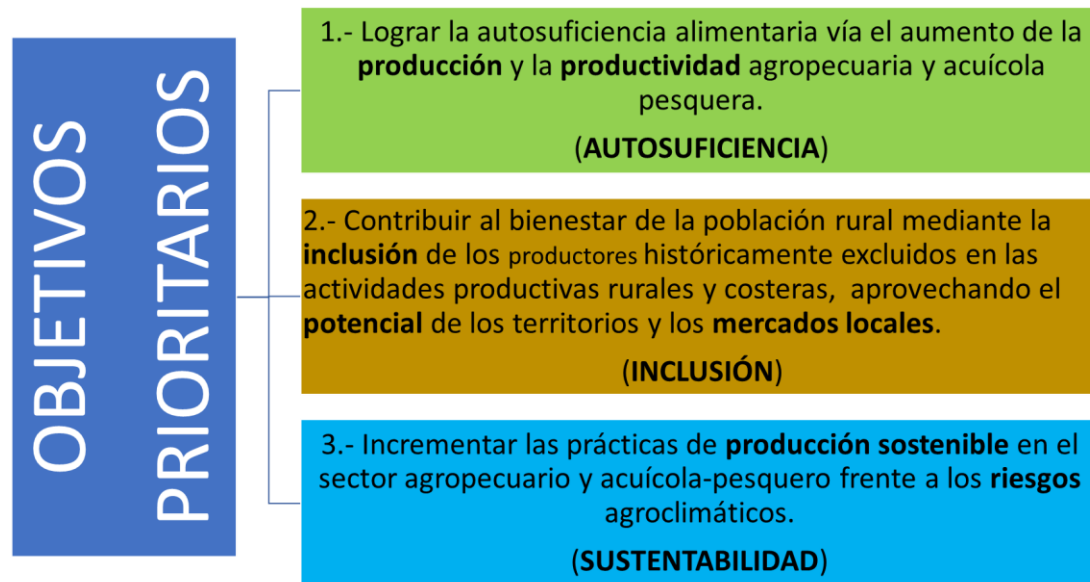 OBJETIVOS
PRIORITARIOS
1.- Lograr la autosuficiencia alimentaria vía el aumento de la
producción y la productividad agropecuaria y acuícola
pesquera.
(AUTOSUFICIENCIA)
2.- Contribuir al bienestar de la población rural mediante la
inclusión de los productores históricamente excluidos en las
actividades productivas rurales y costeras, aprovechando el
potencial de los territorios y los mercados locales.
(INCLUSIÓN)
3.- Incrementar las prácticas de producción sostenible en el
sector agropecuario y acuícola-pesquero frente a los riesgos
agroclimáticos.
(SUSTENTABILIDAD)